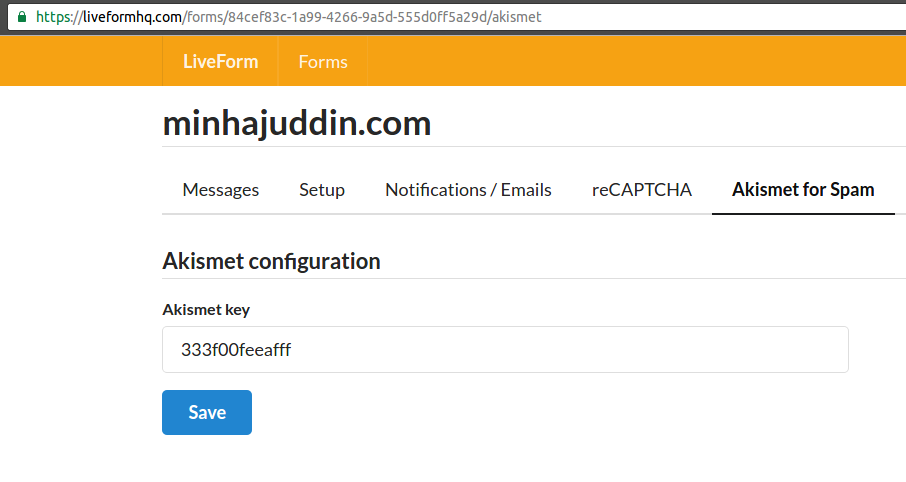 https://liveformhq.com/forms/84cef83c-1a99-4266-9a5d-555d0ff5a29d/akismet
LiveForm Forms
minhajuddin.com
Messages Setup Notifications / Emails reCAPTCHA Akismet for Spam
Akismet configuration
Akismet key
333f00feeafff
Save